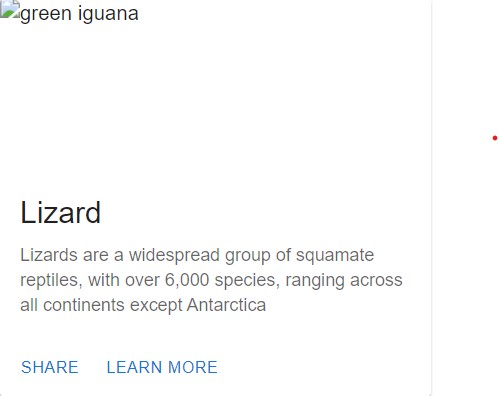 green iguana
Lizard
Lizards are a widespread group of squamate
reptiles, with over 6,000 species, ranging across
all continents except Antarctica
SHARE LEARN MORE